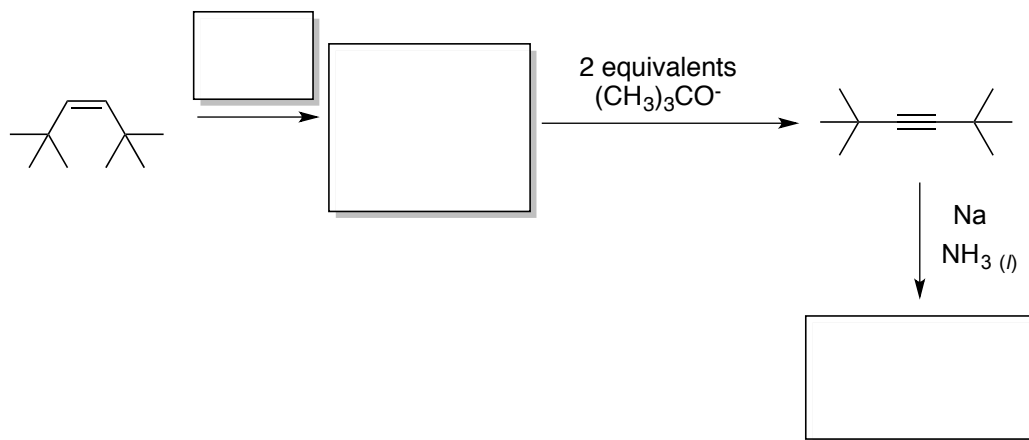 2 equivalents
(CH₃)₃CO⁻
Na
NH₃ (l)